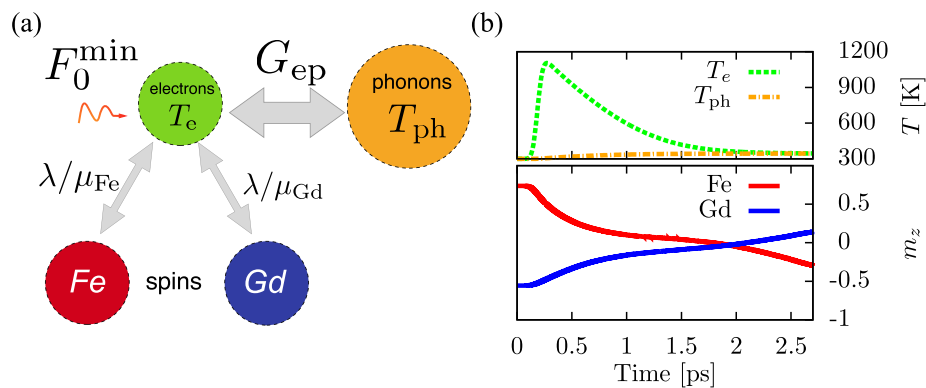 (a)
F_0^min
G_ep
electrons
T_e
phonons
T_ph
λ/μ_Fe
λ/μ_Gd
Fe
spins
Gd
(b)
T_e
T_ph
1200
900
600
300
T [K]
Fe
Gd
0.5
0
-0.5
-1
m_z
0
0.5
1
1.5
2
2.5
Time [ps]